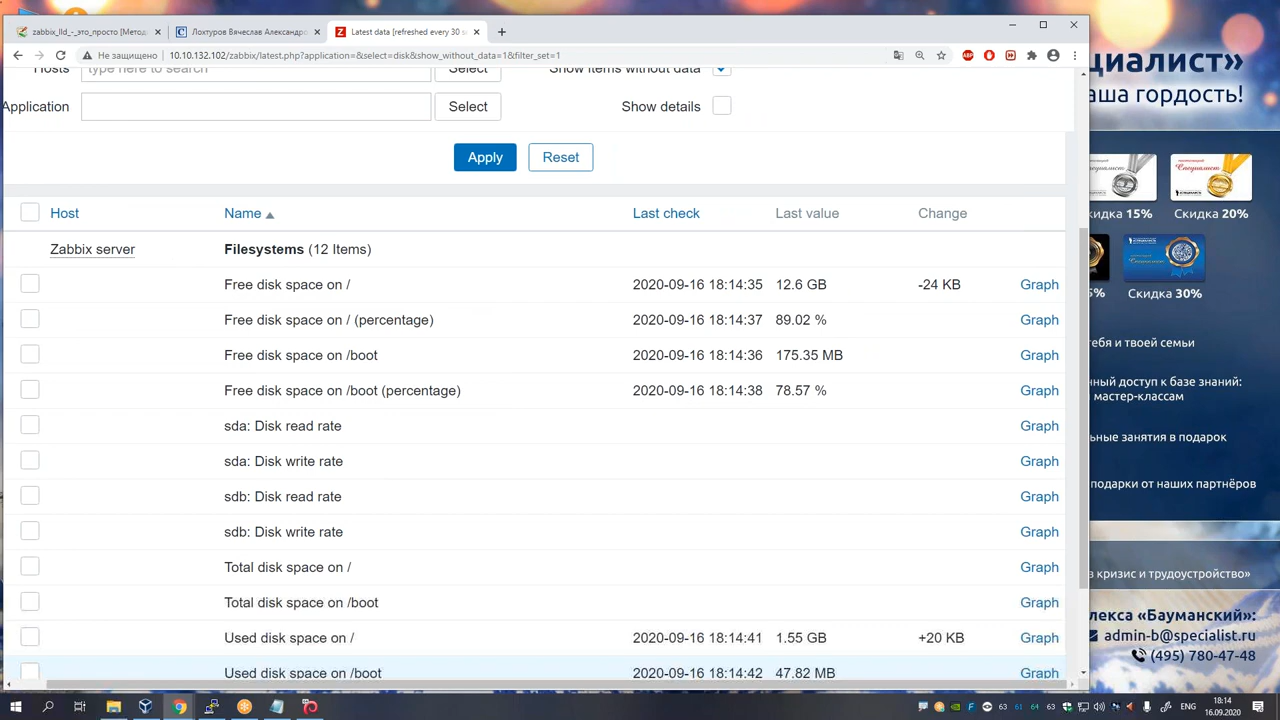 zabbix_lld_-_это_просто [Метод
Лохтуров Вячеслав Александро
Latest data [refreshed every 30 s
Не защищено
10.10.132.102/zabbix/latest.php?application=&select=disk&show_without_data=1&filter_set=1
Hosts
type here to search
Select
Show items without data
Application
Select
Show details
Apply
Reset
Host
Name
Last check
Last value
Change
Zabbix server
Filesystems (12 Items)
Free disk space on /
2020-09-16 18:14:35
12.6 GB
-24 KB
Graph
Free disk space on / (percentage)
2020-09-16 18:14:37
89.02 %
Graph
Free disk space on /boot
2020-09-16 18:14:36
175.35 MB
Graph
Free disk space on /boot (percentage)
2020-09-16 18:14:38
78.57 %
Graph
sda: Disk read rate
Graph
sda: Disk write rate
Graph
sdb: Disk read rate
Graph
sdb: Disk write rate
Graph
Total disk space on /
Graph
Total disk space on /boot
Graph
Used disk space on /
2020-09-16 18:14:41
1.55 GB
+20 KB
Graph
Used disk space on /boot
2020-09-16 18:14:42
47.82 MB
Graph
циалист»
аша гордость!
кидка 15%
Скидка 20%
5%
Скидка 30%
ебя и твоей семьи
нный доступ к базе знаний:
мастер-классам
ьные занятия в подарок
подарки от наших партнёров
в кризис и трудоустройство»
лекса «Бауманский»:
admin-b@specialist.ru
(495) 780-47-48
63
61
64
63
ENG
18:14
16.09.2020